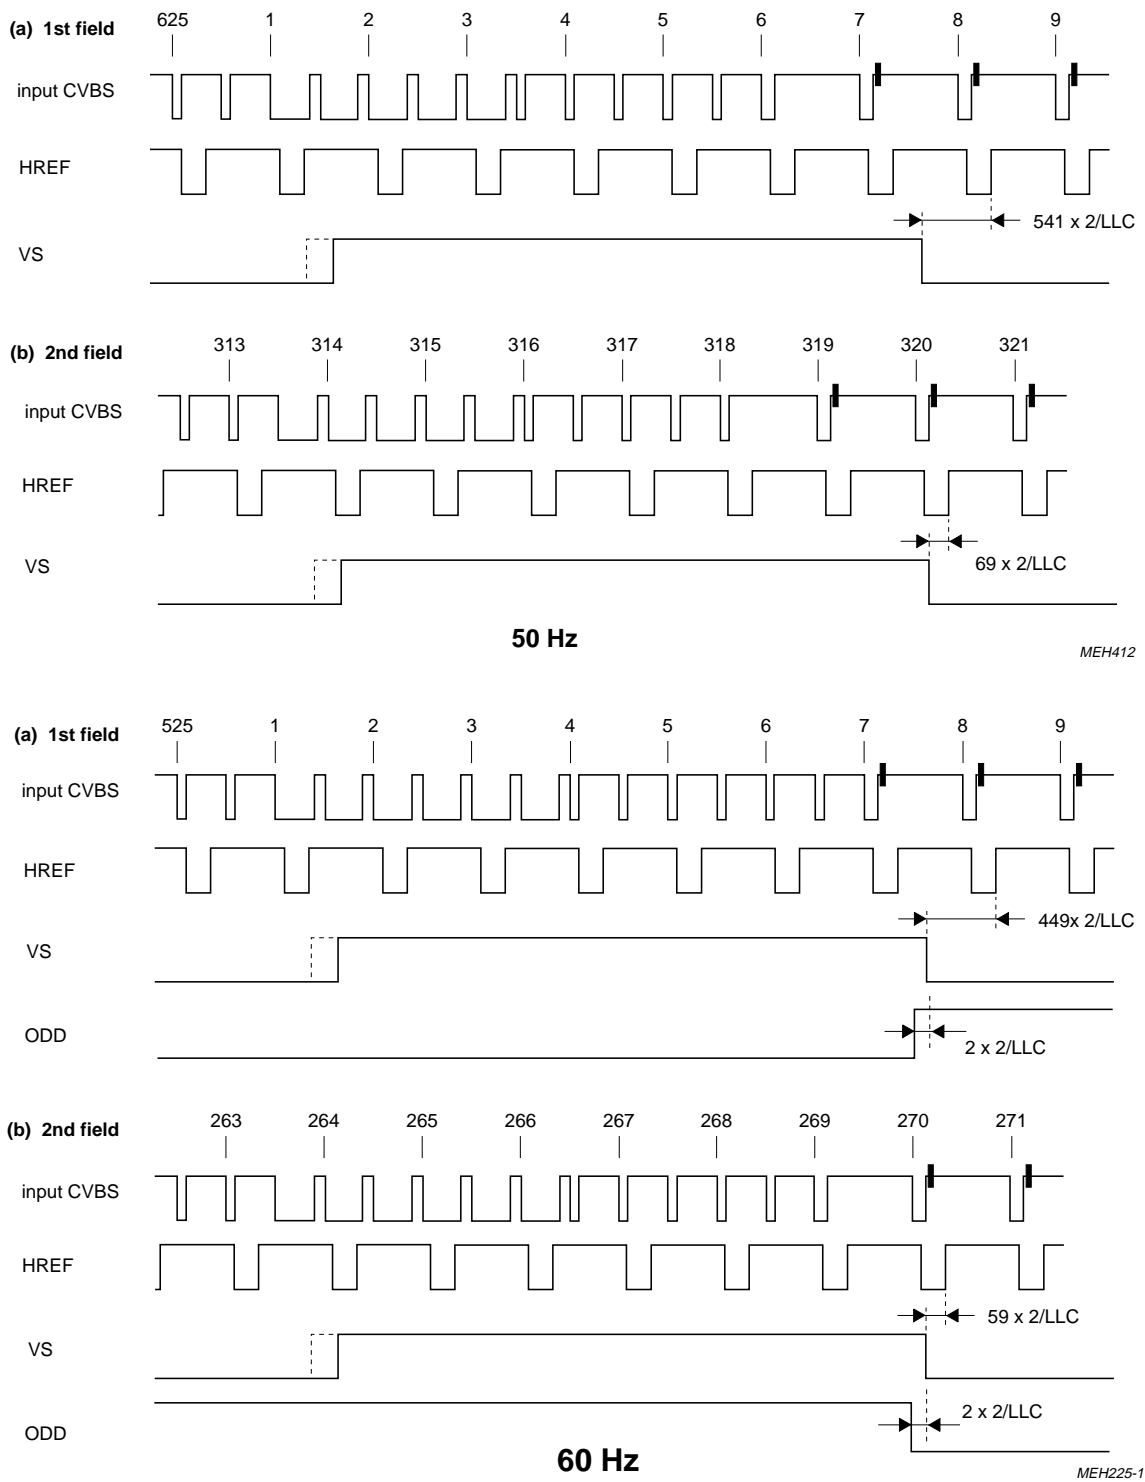 (a) 1st field 625 1 2 3 4 5 6 7 8 9
input CVBS
HREF
541 x 2/LLC
VS
(b) 2nd field 313 314 315 316 317 318 319 320 321
input CVBS
HREF
69 x 2/LLC
VS
50 Hz
MEH412
(a) 1st field 525 1 2 3 4 5 6 7 8 9
input CVBS
HREF
449x 2/LLC
VS
ODD
2 x 2/LLC
(b) 2nd field 263 264 265 266 267 268 269 270 271
input CVBS
HREF
59 x 2/LLC
VS
2 x 2/LLC
ODD
60 Hz
MEH225-1